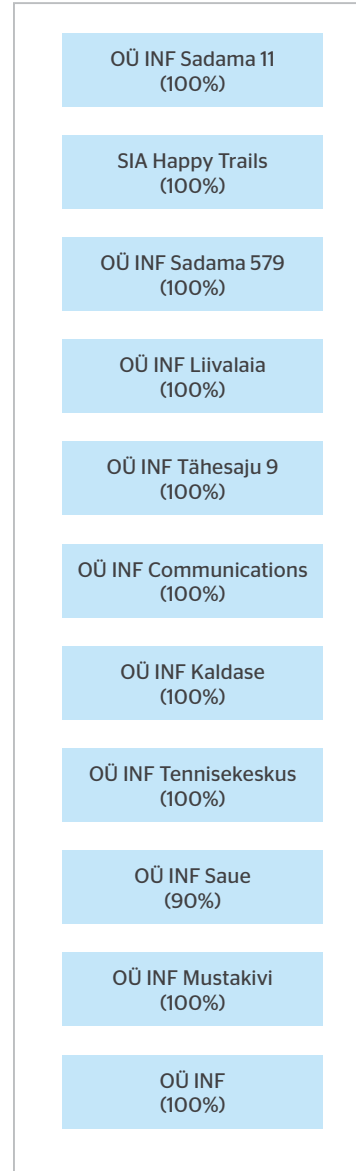 OÜ INF Sadama 11
(100%)
SIA Happy Trails
(100%)
OÜ INF Sadama 579
(100%)
OÜ INF Liivalaia
(100%)
OÜ INF Tähesaju 9
(100%)
OÜ INF Communications
(100%)
OÜ INF Kaldase
(100%)
OÜ INF Tennisekeskus
(100%)
OÜ INF Saue
(90%)
OÜ INF Mustakivi
(100%)
OÜ INF
(100%)